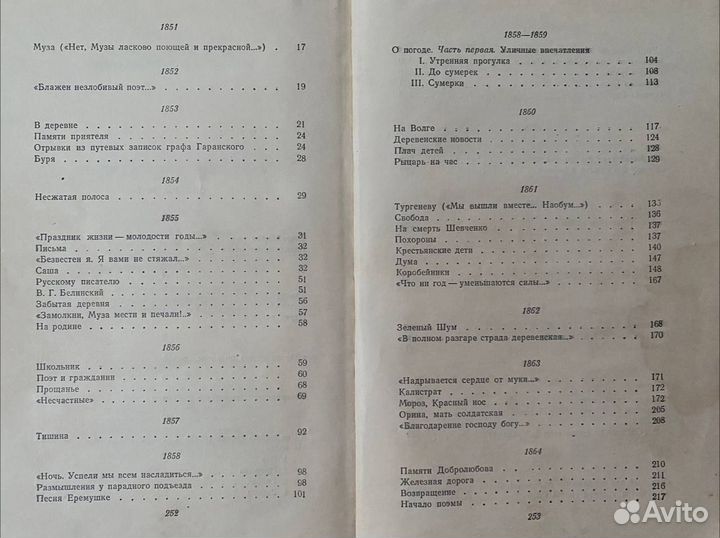 1851
Муза («Нет, Музы ласково поющей и прекрасной...») . 17
1852
«Блажен незлобивый поэт...» 19
1853
В деревне 21
Памяти приятеля 24
Отрывки из путевых записок графа Гаранского 24
Буря 28
1854
Несжатая полоса 29
1855
«Праздник жизни — молодости годы...» 31
Письма 32
«Безвестен я. Я вами не стяжал...» 32
Саша 32
Русскому писателю 51
В. Г. Белинский 51
Забытая деревня 56
«Замолкни, Муза мести и печали!..» 57
На родине 58
1856
Школьник 59
Поэт и гражданин 60
Прощанье 68
«Несчастные» 69
1857
Тишина 92
1858
«Ночь. Успели мы всем насладиться...» 98
Размышления у парадного подъезда 98
Песня Еремушке 101
252
1858—1859
О погоде. Часть первая. Уличные впечатления
I. Утренняя прогулка 104
II. До сумерек 108
III. Сумерки 113
1860
На Волге 117
Деревенские новости 124
Плач детей 128
Рыцарь на час 129
1861
Тургеневу («Мы вышли вместе... Наобум...») 135
Свобода 136
На смерть Шевченко 137
Похороны 137
Крестьянские дети 140
Дума 147
Коробейники 148
«Что ни год — уменьшаются силы...» 167
1862
Зеленый Шум 168
«В полном разгаре страда деревенская...» 170
1863
«Надрывается сердце от муки...» 171
Калистрат 172
Мороз, Красный нос 172
Орина, мать солдатская 205
«Благодарение господу богу...» 208
1864
Памяти Добролюбова 210
Железная дорога 211
Возвращение 216
Начало поэмы 217
253
Avito